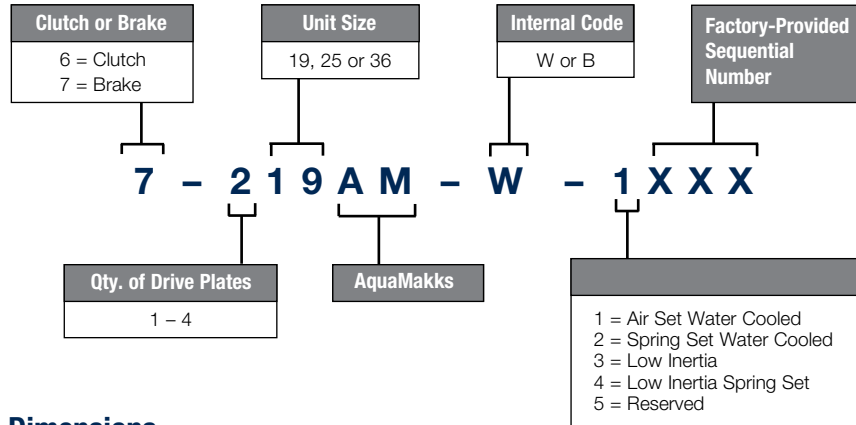 Clutch or Brake
6 = Clutch
7 = Brake
Unit Size
19, 25 or 36
Internal Code
W or B
Factory-Provided
Sequential
Number
7 – 2 1 9 A M – W – 1 X X X
Qty. of Drive Plates
1 – 4
AquaMakks
1 = Air Set Water Cooled
2 = Spring Set Water Cooled
3 = Low Inertia
4 = Low Inertia Spring Set
5 = Reserved
Dimensions